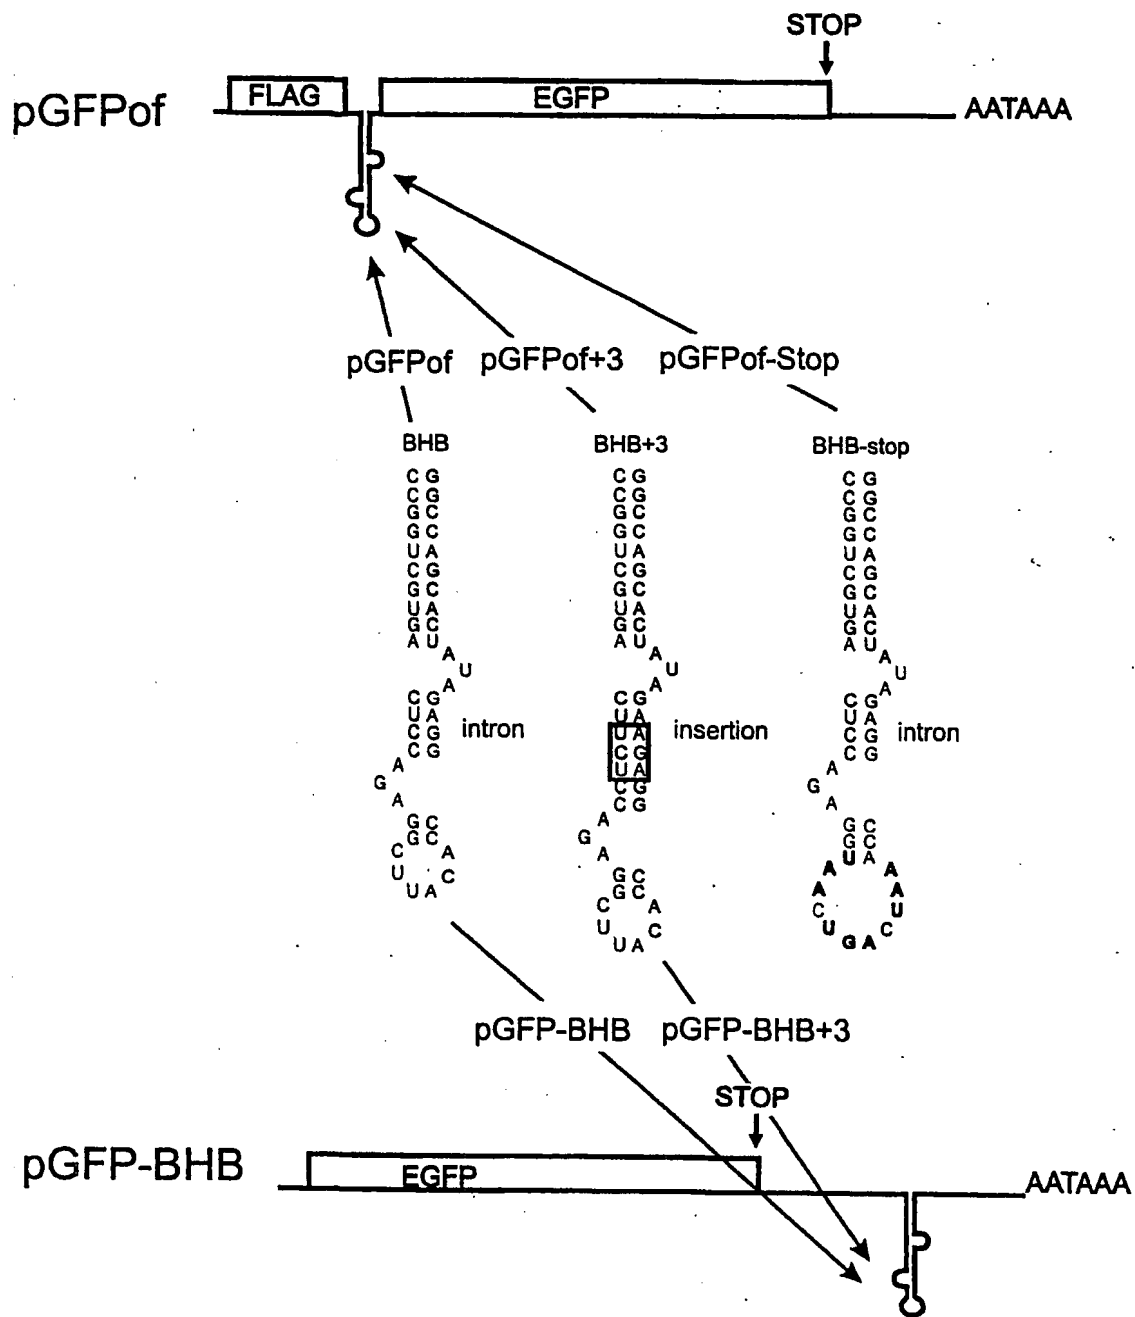 STOP
pGFPof
FLAG
EGFP
AATAAA
pGFPof pGFPof+3 pGFPof-Stop
BHB
C G
C G
G C
G C
U A
C G
G C
U A
G C
A U
A
U
A
C G
U A
C G
C G
intron
A
G
A
G C
G C
C A
U C
U A
BHB+3
C G
C G
G C
G C
U A
C G
G C
U A
G C
A U
A
U
A
C G
U A
U A
C G
U A
C G
C G
insertion
A
G
A
G C
G C
C A
U C
U A
BHB-stop
C G
C G
G C
G C
U A
C G
G C
U A
G C
A U
A
U
A
C G
U A
C G
C G
intron
A
G
A
G C
G C
U A
A A
A A
C U
U C
G A
pGFP-BHB pGFP-BHB+3
STOP
pGFP-BHB
EGFP
AATAAA